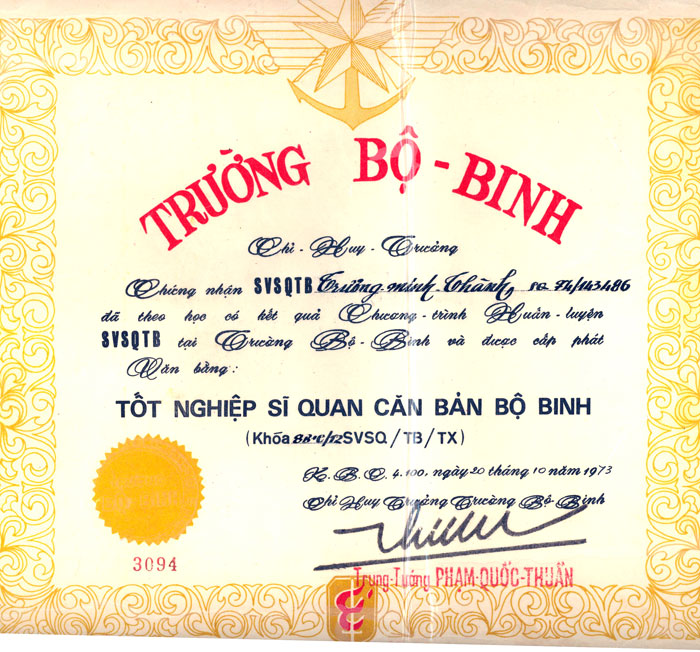 TRƯỜNG BỘ - BINH
Chỉ - Huy - Trưởng
Chứng nhận SVSQTB Trương minh Thành, SQ 74/143486
đã theo học có kết quả Chương - trình Huấn - luyện
SVSQTB tại Trường Bộ - Binh và được cấp phát
Văn bằng :
TỐT NGHIỆP SĨ QUAN CĂN BẢN BỘ BINH
(Khóa SVSQ / TB / TX)
K.B.C. 4.100, ngày 20 tháng 10 năm 1973
Chỉ Huy Trưởng Trường Bộ Binh
3094
Trung-Tướng PHẠM-QUỐC-THUẦN